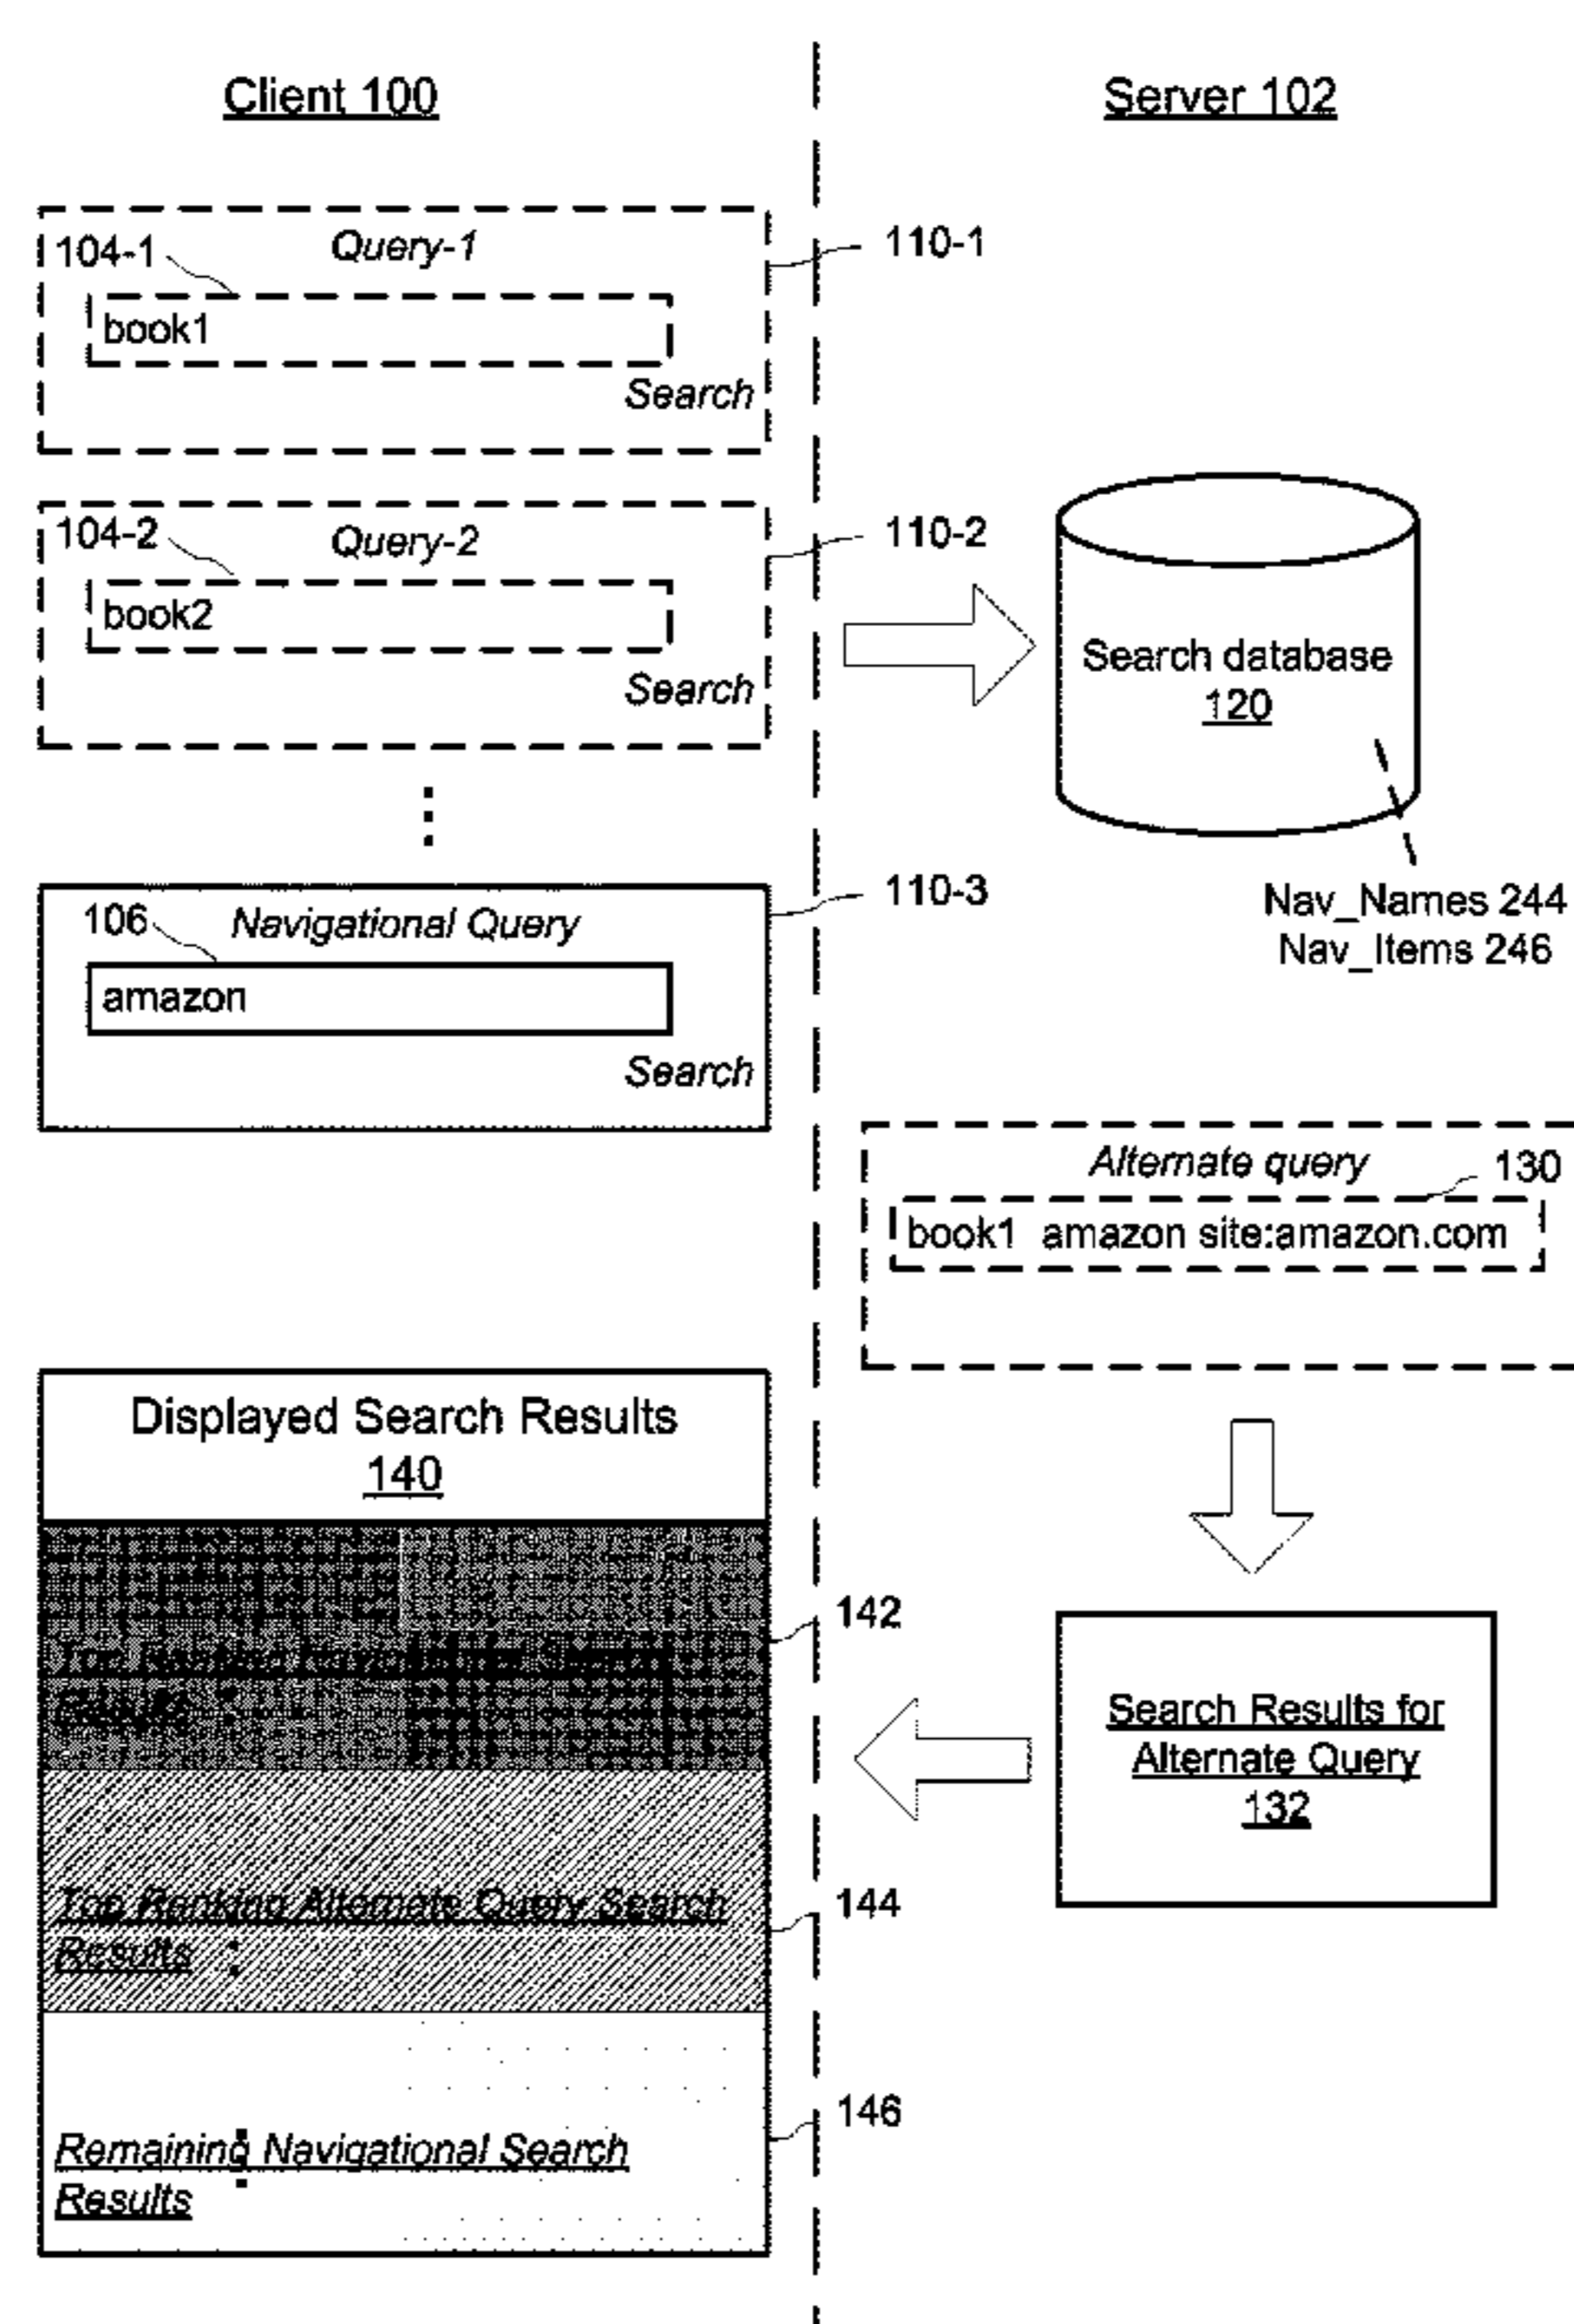 Client 100
Server 102
Query-1
104-1
110-1
book1
Search
Query-2
104-2
110-2
book2
Search
Search database
120
Nav_Names 244
Nav_Items 246
Navigational Query
106
110-3
amazon
Search
Alternate query
130
book1 amazon site:amazon.com
Displayed Search Results
140
142
Top Ranking
Results
Search Results for
Alternate Query
132
Top Ranking Alternate Query Search
Results
144
146
Remaining Navigational Search
Results